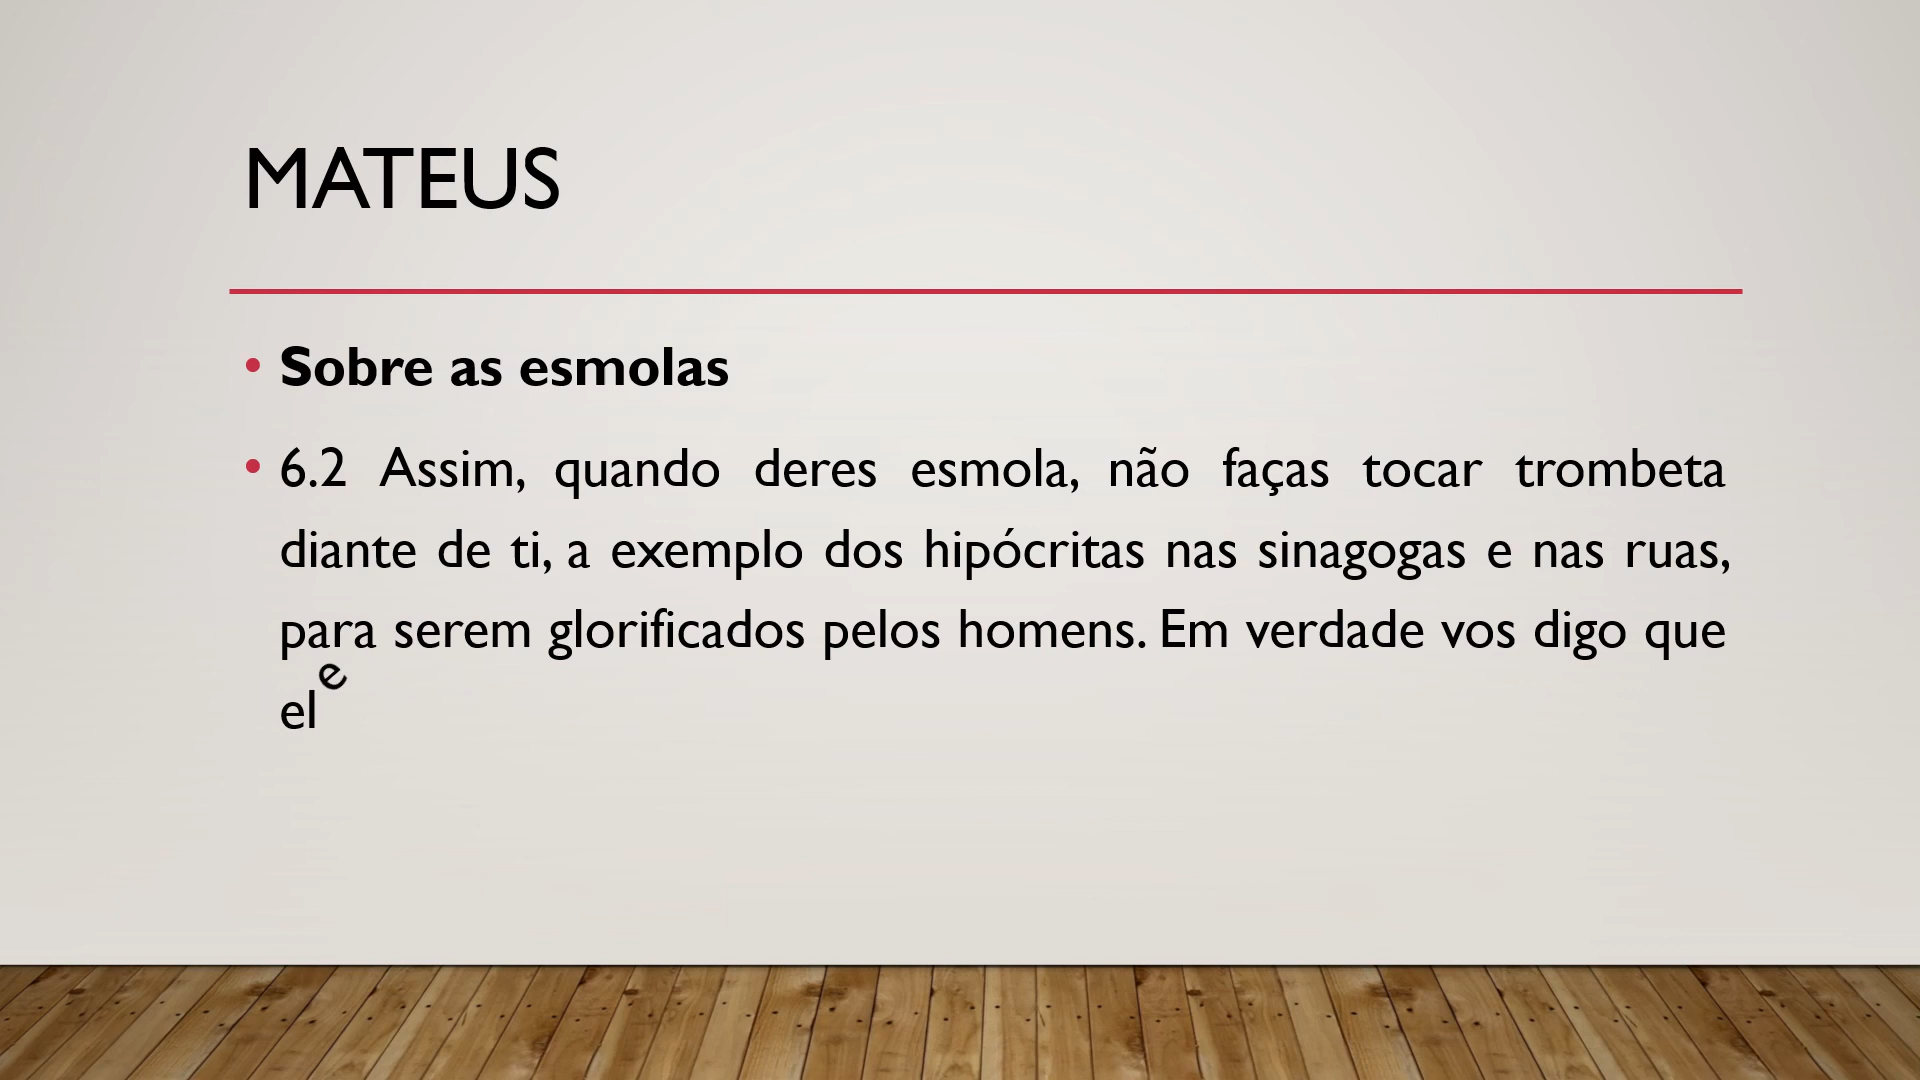 MATEUS
• Sobre as esmolas
• 6.2 Assim, quando deres esmola, não faças tocar trombeta
diante de ti, a exemplo dos hipócritas nas sinagogas e nas ruas,
para serem glorificados pelos homens. Em verdade vos digo que
ele